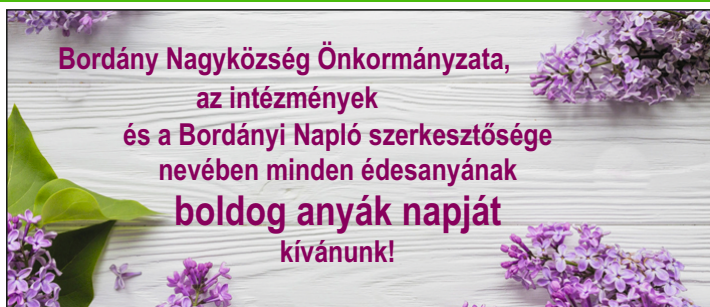 Bordány Nagyközség Önkormányzata,
az intézmények
és a Bordányi Napló szerkesztősége
nevében minden édesanyának
boldog anyák napját
kívánunk!